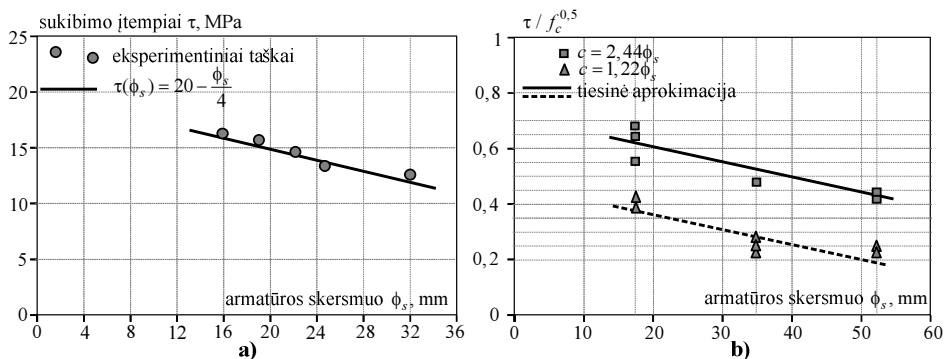 sukibimo įtempiai τ, MPa
25
20
15
10
5
0
eksperimentiniai taškai
τ(ϕs) = 20 − ϕs/4
armatūros skersmuo ϕs, mm
0 4 8 12 16 20 24 28 32 36
a)
τ / fc^0,5
1
0,8
0,6
0,4
0,2
0
c = 2,44ϕs
c = 1,22ϕs
tiesinė aprokimacija
armatūros skersmuo ϕs, mm
0 10 20 30 40 50 60
b)